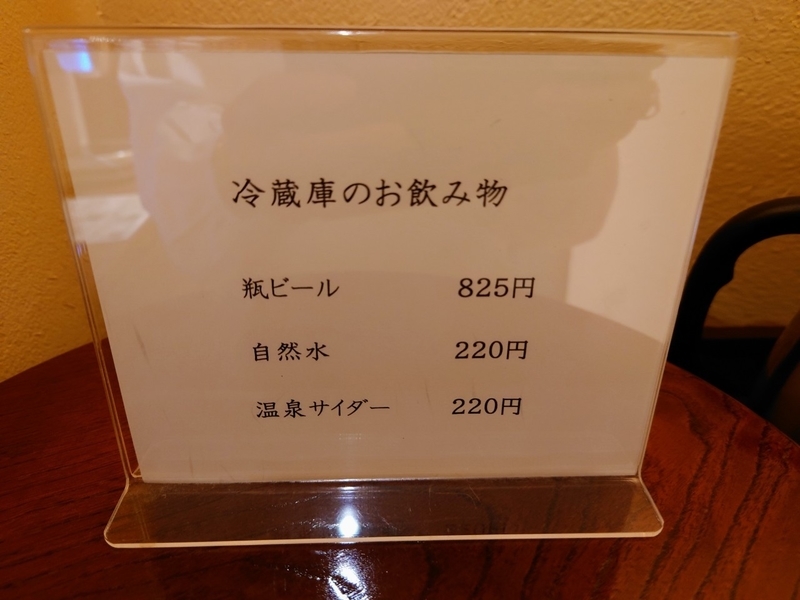 冷蔵庫のお飲み物
瓶ビール 825円
自然水 220円
温泉サイダー 220円